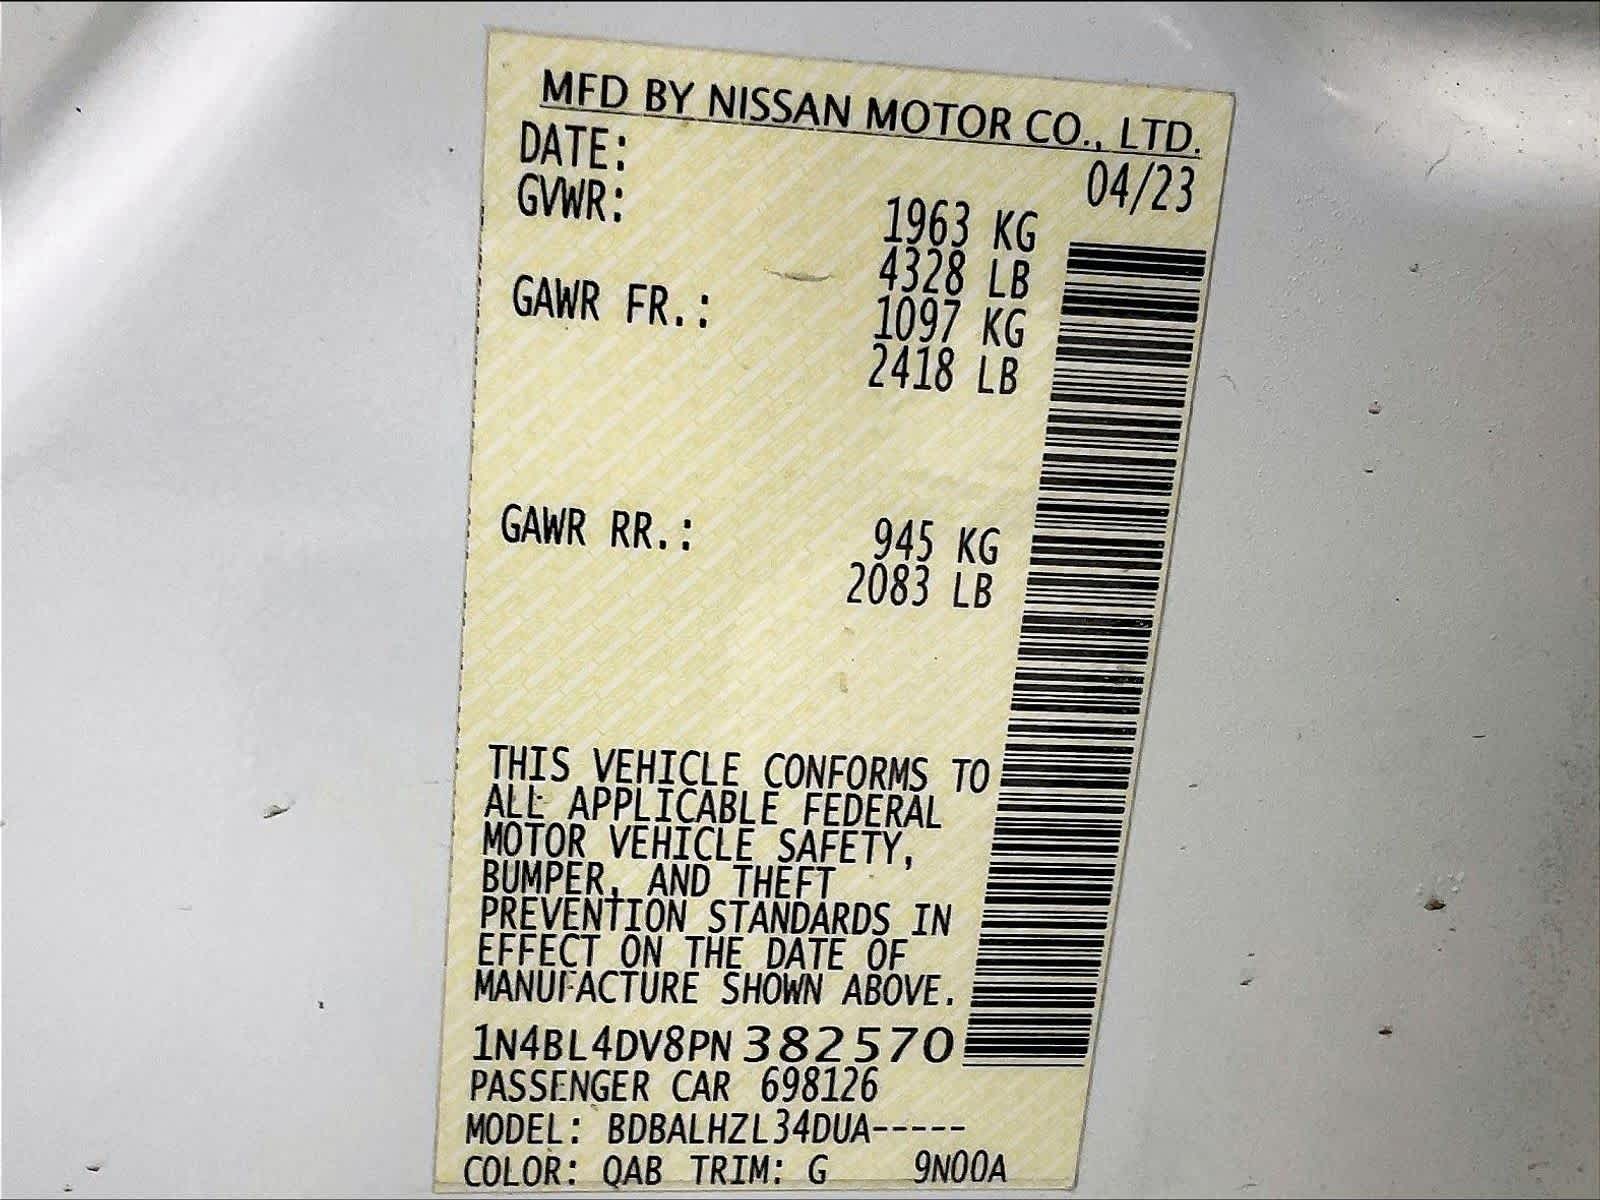 MFD BY NISSAN MOTOR CO., LTD.
DATE: 04/23
GVWR: 1963 KG
4328 LB
GAWR FR.: 1097 KG
2418 LB
GAWR RR.: 945 KG
2083 LB
THIS VEHICLE CONFORMS TO
ALL APPLICABLE FEDERAL
MOTOR VEHICLE SAFETY,
BUMPER, AND THEFT
PREVENTION STANDARDS IN
EFFECT ON THE DATE OF
MANUFACTURE SHOWN ABOVE.
1N4BL4DV8PN382570
PASSENGER CAR 698126
MODEL: BDBALHZL34DUA-----
COLOR: QAB TRIM: G 9N00A